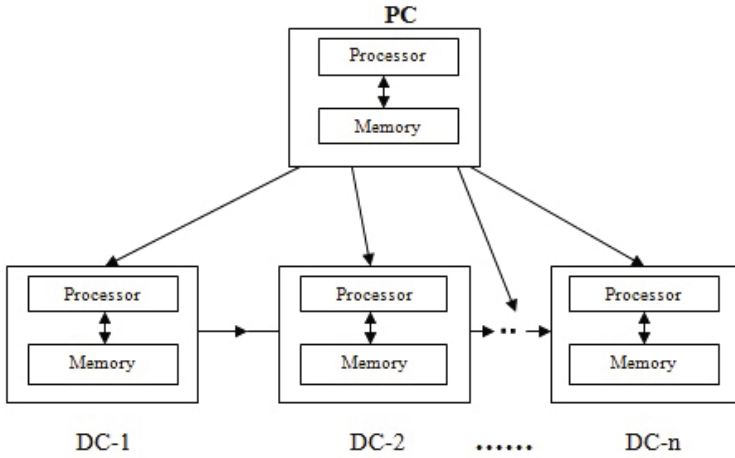 PC
Processor
Memory
Processor
Processor
Processor
..
Memory
Memory
Memory
DC-1
DC-2
......
DC-n